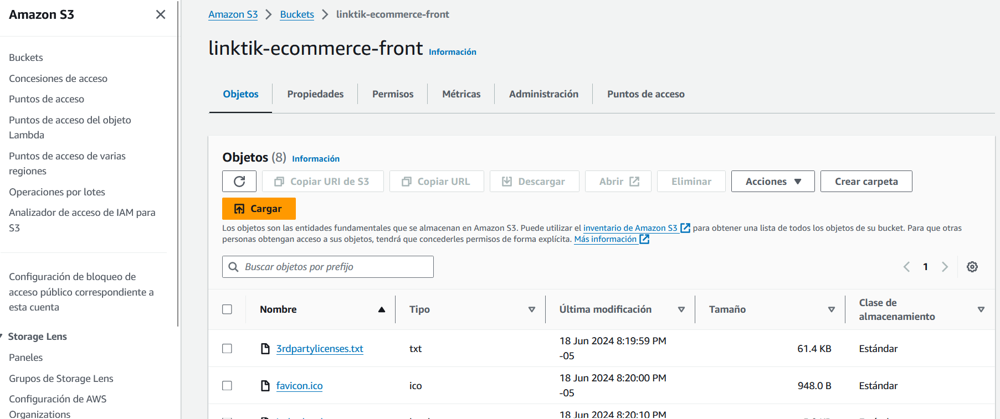 Amazon S3
Buckets
Concesiones de acceso
Puntos de acceso
Puntos de acceso del objeto
Lambda
Puntos de acceso de varias
regiones
Operaciones por lotes
Analizador de acceso de IAM para
S3
Configuración de bloqueo de
acceso público correspondiente a
esta cuenta
Storage Lens
Paneles
Grupos de Storage Lens
Configuración de AWS
Organizations
Amazon S3 > Buckets > linktik-ecommerce-front
linktik-ecommerce-front Información
Objetos Propiedades Permisos Métricas Administración Puntos de acceso
Objetos (8) Información
Copiar URI de S3 Copiar URL Descargar Abrir Eliminar Acciones Crear carpeta
Cargar
Los objetos son las entidades fundamentales que se almacenan en Amazon S3. Puede utilizar el inventario de Amazon S3 para obtener una lista de todos los objetos de su bucket. Para que otras
personas obtengan acceso a sus objetos, tendrá que concederles permisos de forma explícita. Más información
Buscar objetos por prefijo
1
Nombre Tipo Última modificación Tamaño Clase de
almacenamiento
3rdpartylicenses.txt txt 18 Jun 2024 8:19:59 PM
-05 61.4 KB Estándar
favicon.ico ico 18 Jun 2024 8:20:00 PM
-05 948.0 B Estándar
18 Jun 2024 8:20:10 PM